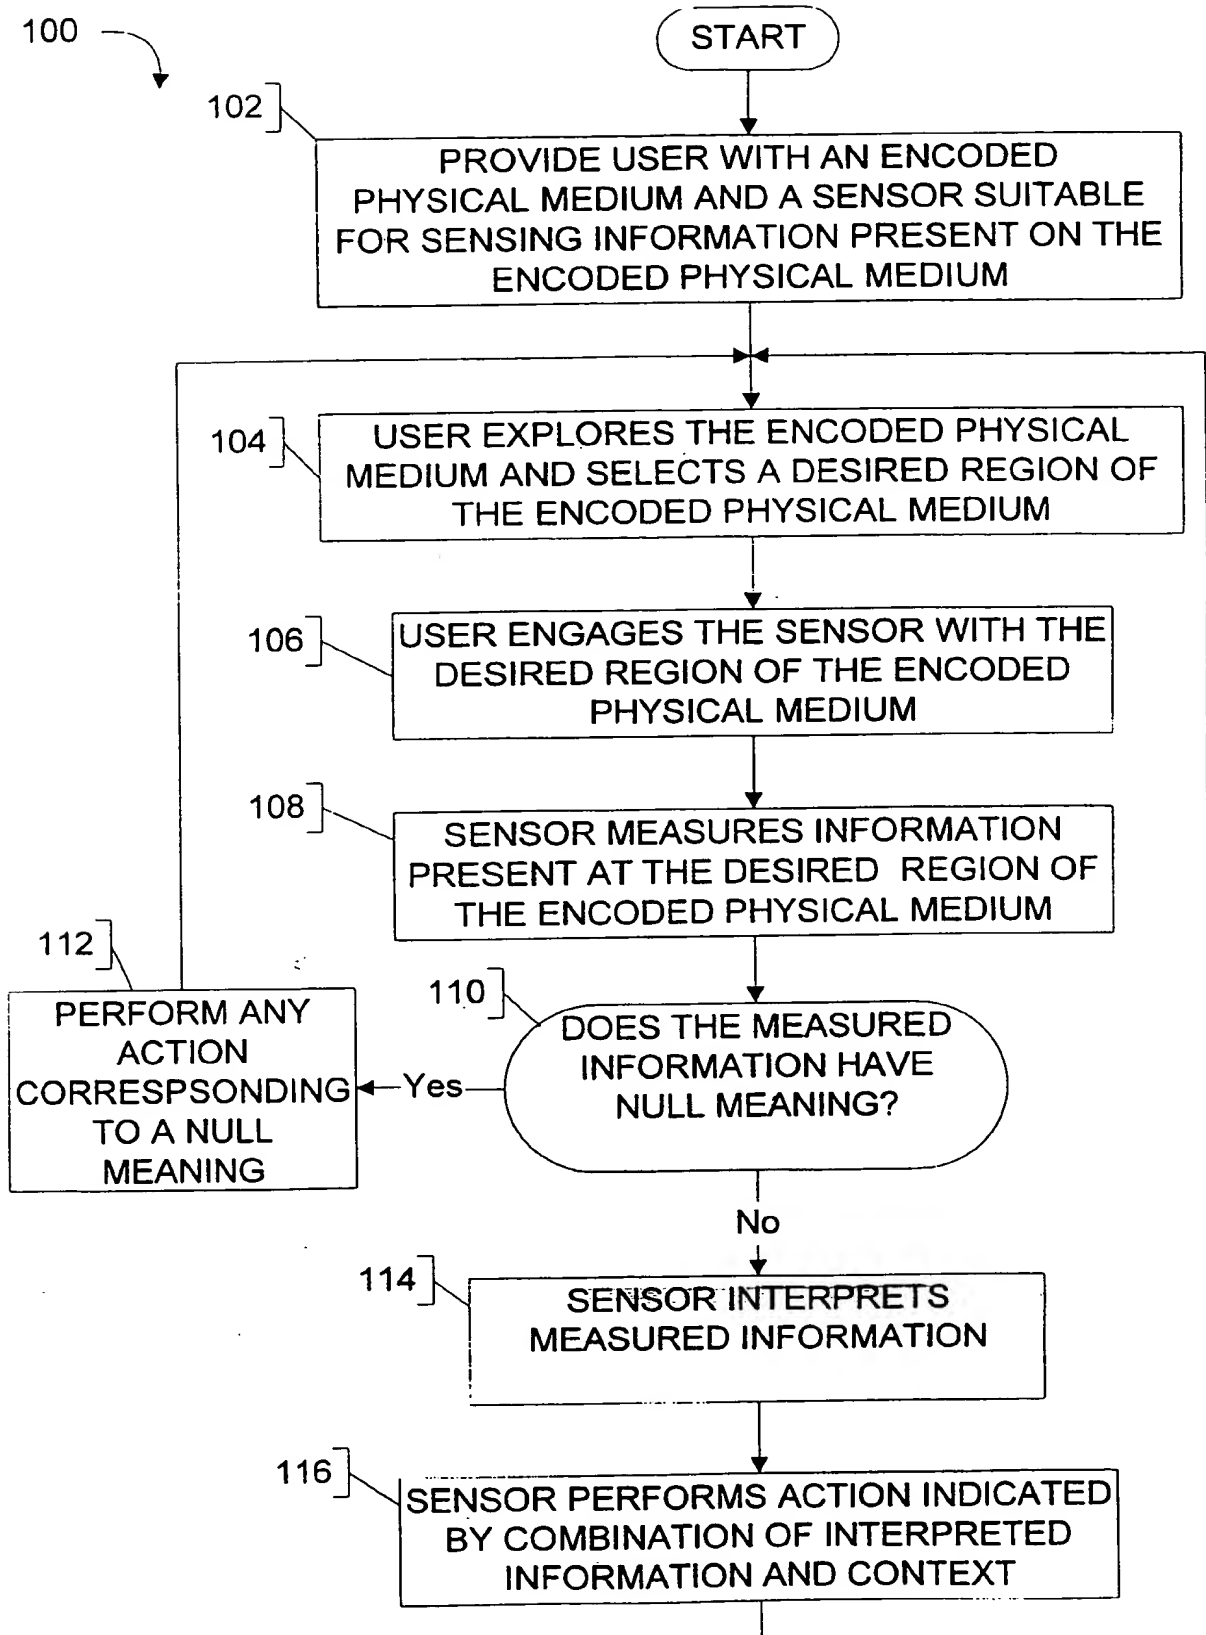 100
START
102
PROVIDE USER WITH AN ENCODED
PHYSICAL MEDIUM AND A SENSOR SUITABLE
FOR SENSING INFORMATION PRESENT ON THE
ENCODED PHYSICAL MEDIUM
104
USER EXPLORES THE ENCODED PHYSICAL
MEDIUM AND SELECTS A DESIRED REGION OF
THE ENCODED PHYSICAL MEDIUM
106
USER ENGAGES THE SENSOR WITH THE
DESIRED REGION OF THE ENCODED
PHYSICAL MEDIUM
108
SENSOR MEASURES INFORMATION
PRESENT AT THE DESIRED REGION OF
THE ENCODED PHYSICAL MEDIUM
110
DOES THE MEASURED
INFORMATION HAVE
NULL MEANING?
Yes
112
PERFORM ANY
ACTION
CORRESPSONDING
TO A NULL
MEANING
No
114
SENSOR INTERPRETS
MEASURED INFORMATION
116
SENSOR PERFORMS ACTION INDICATED
BY COMBINATION OF INTERPRETED
INFORMATION AND CONTEXT